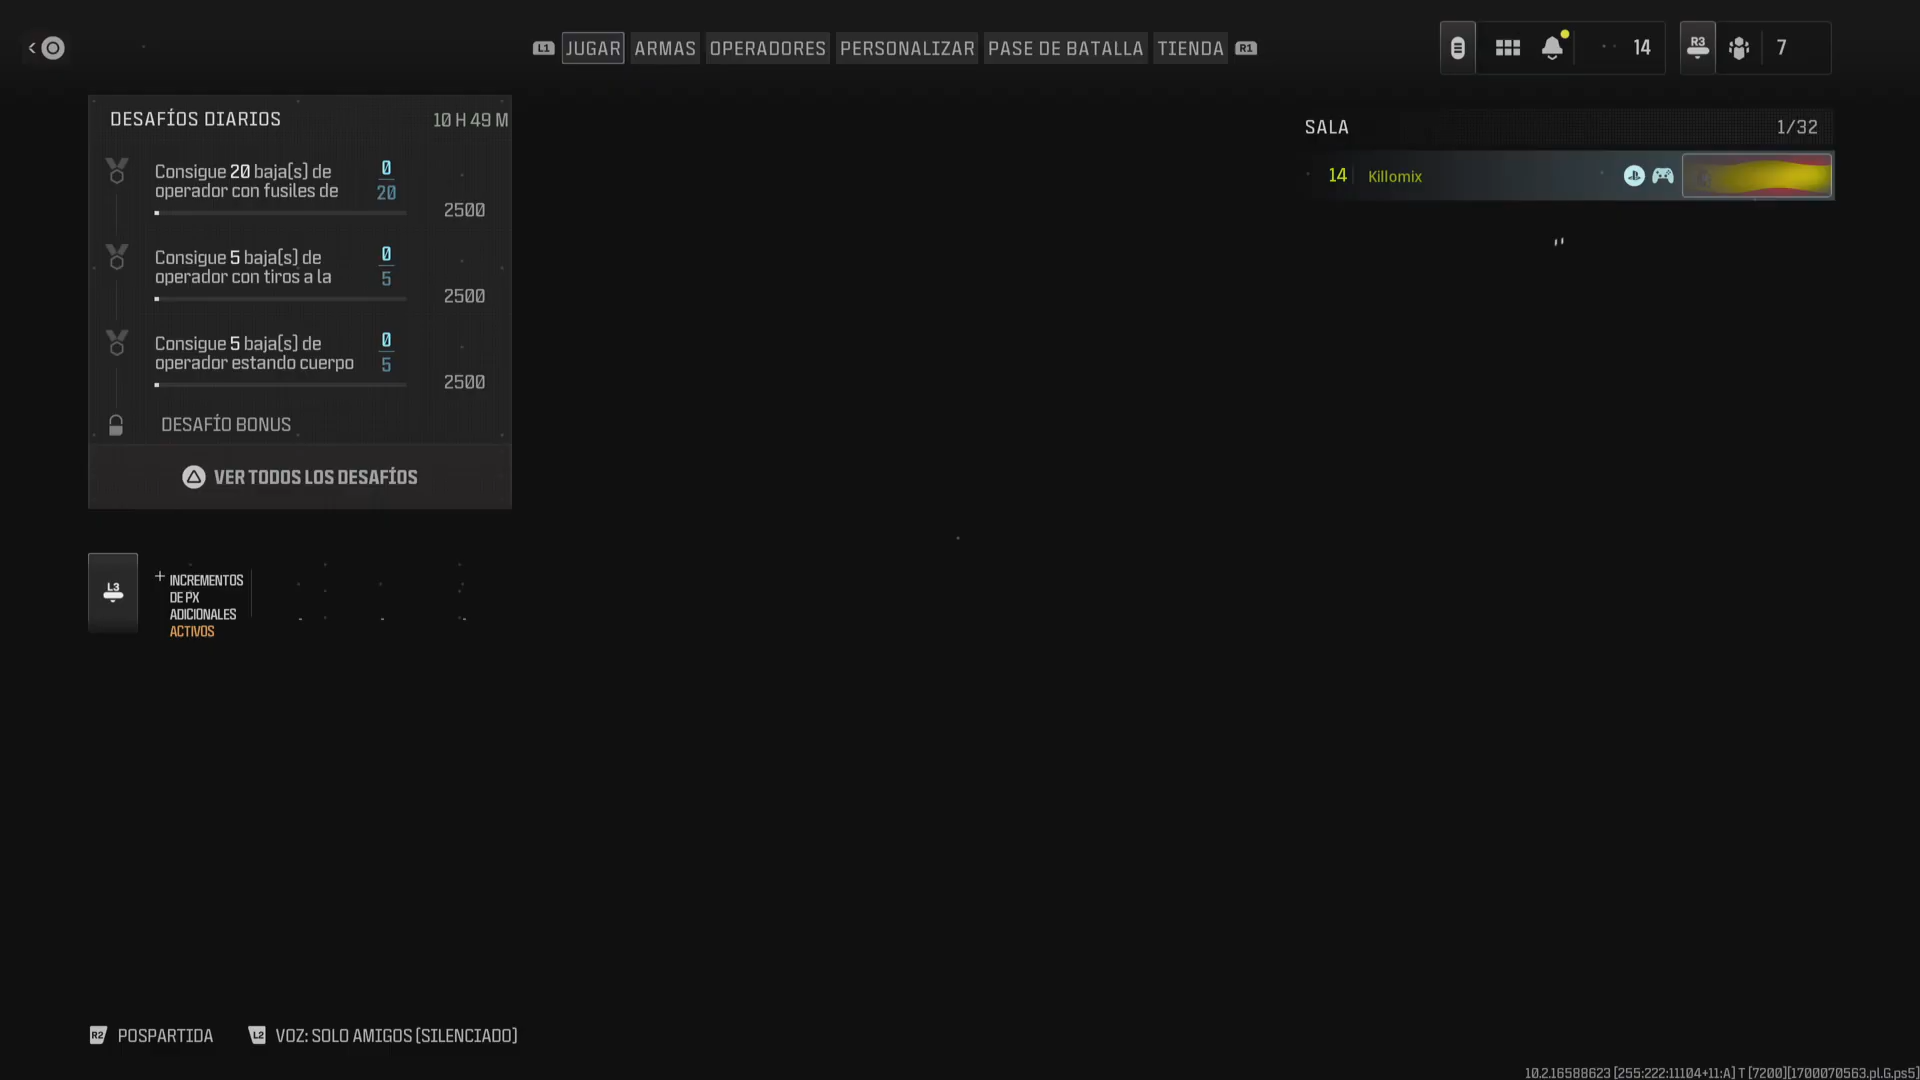 L1 JUGAR ARMAS OPERADORES PERSONALIZAR PASE DE BATALLA TIENDA R1
14
R3
7
DESAFÍOS DIARIOS 10 H 49 M
Consigue 20 baja(s) de
operador con fusiles de
0
20
2500
Consigue 5 baja(s) de
operador con tiros a la
0
5
2500
Consigue 5 baja(s) de
operador estando cuerpo
0
5
2500
DESAFÍO BONUS
VER TODOS LOS DESAFÍOS
L3
+ INCREMENTOS
DE PX
ADICIONALES
ACTIVOS
SALA 1/32
14 Killomix
R2 POSPARTIDA L2 VOZ: SOLO AMIGOS (SILENCIADO)
10.2.16588623 [255:222:11104+11:A] T [7200][1700070563.pl.G.ps5]